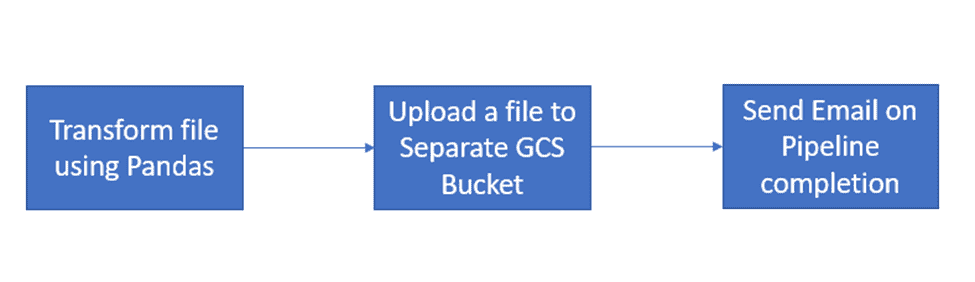 Transform file
using Pandas
Upload a file to
Separate GCS
Bucket
Send Email on
Pipeline
completion